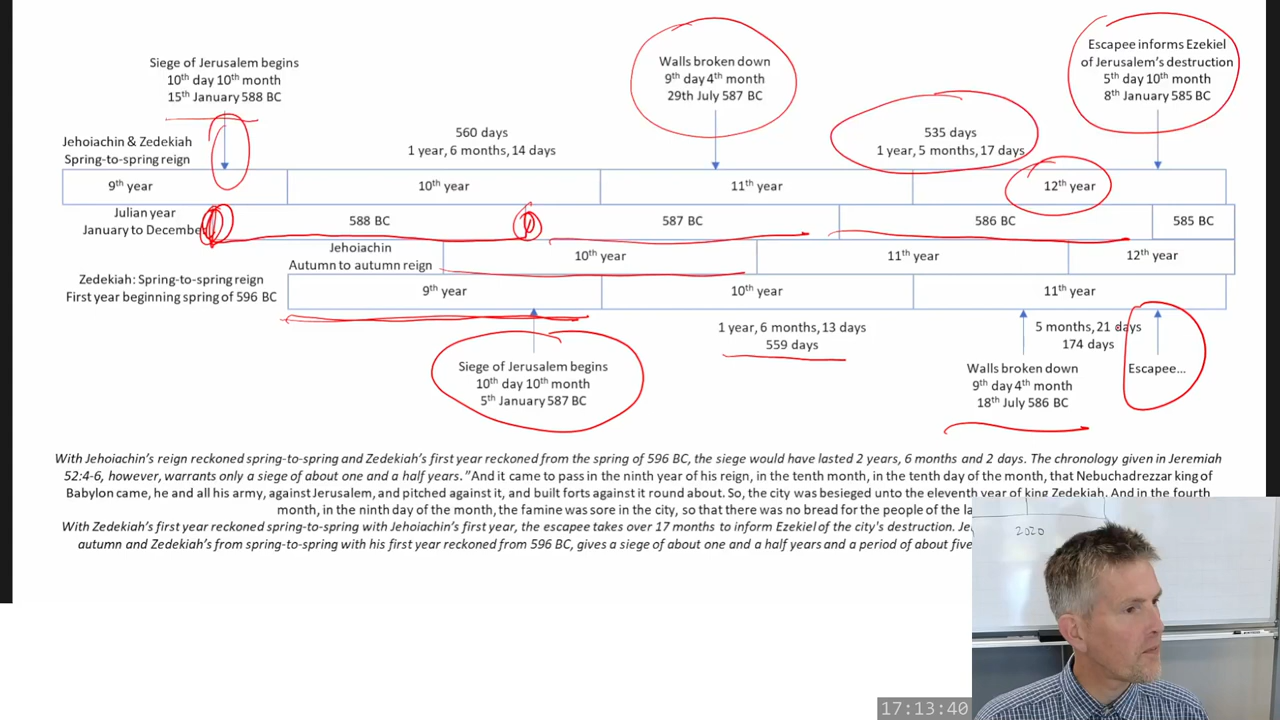 Siege of Jerusalem begins
10th day 10th month
15th January 588 BC
Walls broken down
9th day 4th month
29th July 587 BC
Escapee informs Ezekiel
of Jerusalem's destruction
5th day 10th month
8th January 585 BC
Jehoiachin & Zedekiah
Spring-to-spring reign
560 days
1 year, 6 months, 14 days
535 days
1 year, 5 months, 17 days
9th year
10th year
11th year
12th year
Julian year
January to Decembe
588 BC
587 BC
586 BC
585 BC
Jehoiachin
Autumn to autumn reign
10th year
11th year
12th year
Zedekiah: Spring-to-spring reign
First year beginning spring of 596 BC
9th year
10th year
11th year
1 year, 6 months, 13 days
559 days
5 months, 21 days
174 days
Siege of Jerusalem begins
10th day 10th month
5th January 587 BC
Walls broken down
9th day 4th month
18th July 586 BC
Escapee...
With Jehoiachin's reign reckoned spring-to-spring and Zedekiah's first year reckoned from the spring of 596 BC, the siege would have lasted 2 years, 6 months and 2 days. The chronology given in Jeremiah
52:4-6, however, warrants only a siege of about one and a half years."And it came to pass in the ninth year of his reign, in the tenth month, in the tenth day of the month, that Nebuchadrezzar king of
Babylon came, he and all his army, against Jerusalem, and pitched against it, and built forts against it round about. So, the city was besieged unto the eleventh year of king Zedekiah. And in the fourth
month, in the ninth day of the month, the famine was sore in the city, so that there was no bread for the people of the la
With Zedekiah's first year reckoned spring-to-spring with Jehoiachin's first year, the escapee takes over 17 months to inform Ezekiel of the city's destruction. Je
autumn and Zedekiah's from spring-to-spring with his first year reckoned from 596 BC, gives a siege of about one and a half years and a period of about five
2020
17:13:40